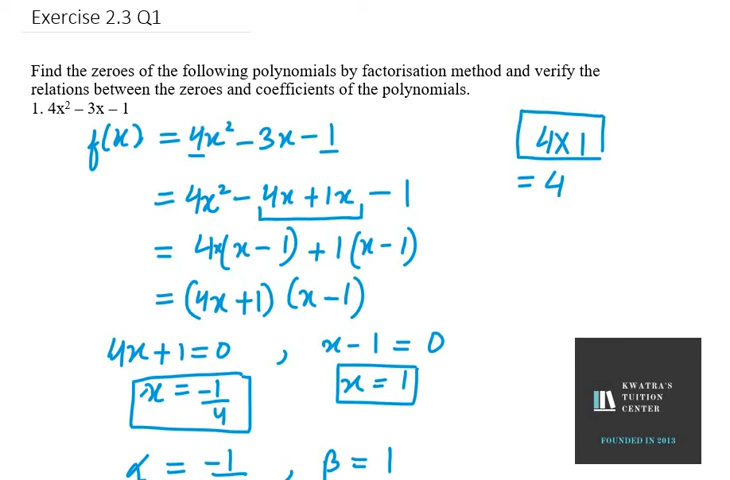 Exercise 2.3 Q1
Find the zeroes of the following polynomials by factorisation method and verify the
relations between the zeroes and coefficients of the polynomials.
1. 4x² – 3x – 1
f(x) = 4x² - 3x - 1
4 x 1
= 4x² - 4x + 1x - 1
= 4
= 4x(x - 1) + 1(x - 1)
= (4x + 1) (x - 1)
4x + 1 = 0 , x - 1 = 0
x = -1/4
x = 1
α = -1 , β = 1
KWATRA'S
TUITION
CENTER
FOUNDED IN 2013